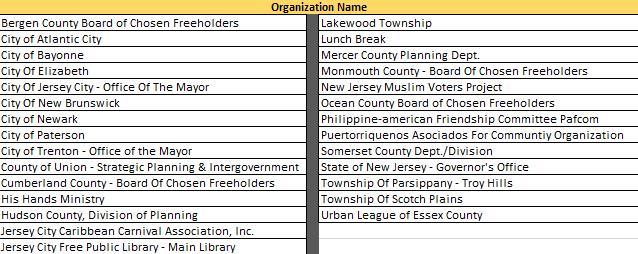 Organization Name
Bergen County Board of Chosen Freeholders
City of Atlantic City
City of Bayonne
City Of Elizabeth
City Of Jersey City - Office Of The Mayor
City Of New Brunswick
City of Newark
City of Paterson
City of Trenton - Office of the Mayor
County of Union - Strategic Planning & Intergovernment
Cumberland County - Board Of Chosen Freeholders
His Hands Ministry
Hudson County, Division of Planning
Jersey City Caribbean Carnival Association, Inc.
Jersey City Free Public Library - Main Library
Lakewood Township
Lunch Break
Mercer County Planning Dept.
Monmouth County - Board Of Chosen Freeholders
New Jersey Muslim Voters Project
Ocean County Board of Chosen Freeholders
Philippine-american Friendship Committee Pafcom
Puertorriquenos Asociados For Communtiy Organization
Somerset County Dept./Division
State of New Jersey - Governor's Office
Township Of Parsippany - Troy Hills
Township Of Scotch Plains
Urban League of Essex County